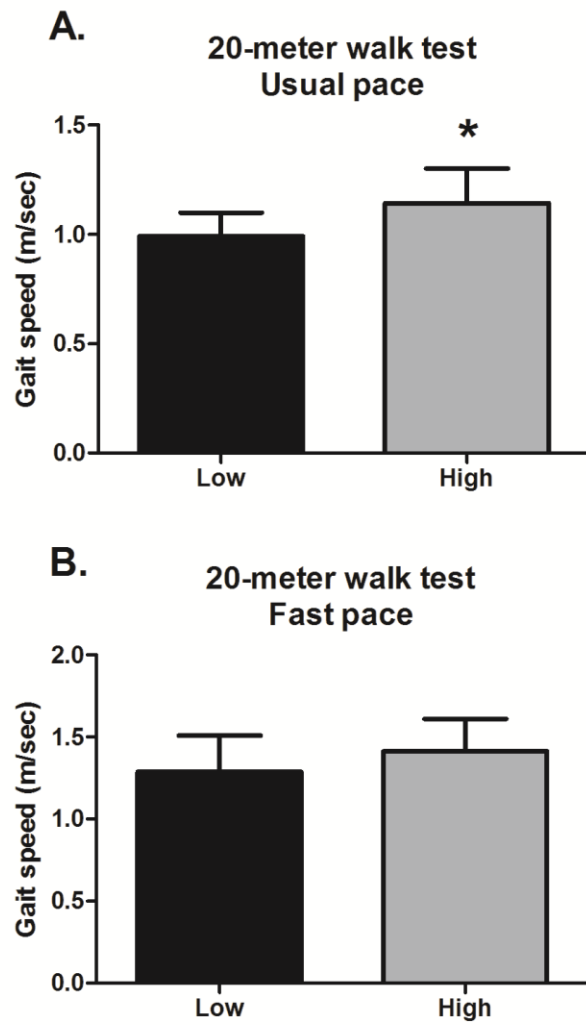 A.
20-meter walk test
Usual pace
*
Gait speed (m/sec)
1.5
1.0
0.5
0.0
Low High
B.
20-meter walk test
Fast pace
Gait speed (m/sec)
2.0
1.5
1.0
0.5
0.0
Low High